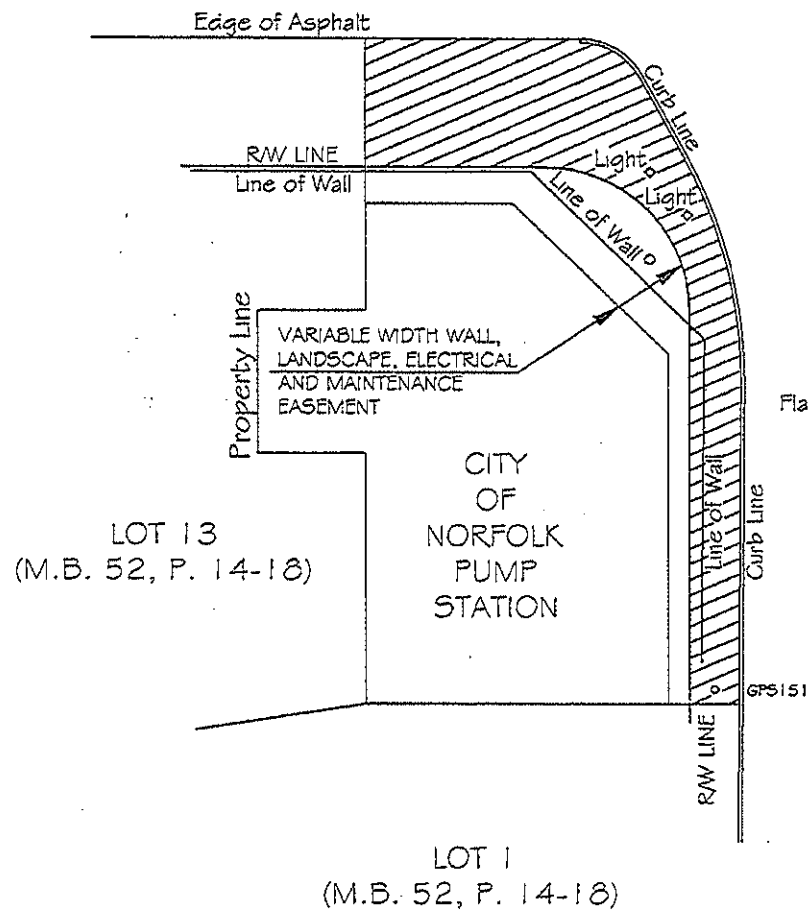 Edge of Asphalt
Curb Line
R/W LINE
Line of Wall
Light
Light
Line of Wall
Property Line
VARIABLE WIDTH WALL,
LANDSCAPE, ELECTRICAL
AND MAINTENANCE
EASEMENT
Fla
CITY
OF
NORFOLK
PUMP
STATION
Line of Wall
Curb Line
LOT 13
(M.B. 52, P. 14-18)
GPS151
R/W LINE
LOT 1
(M.B. 52, P. 14-18)